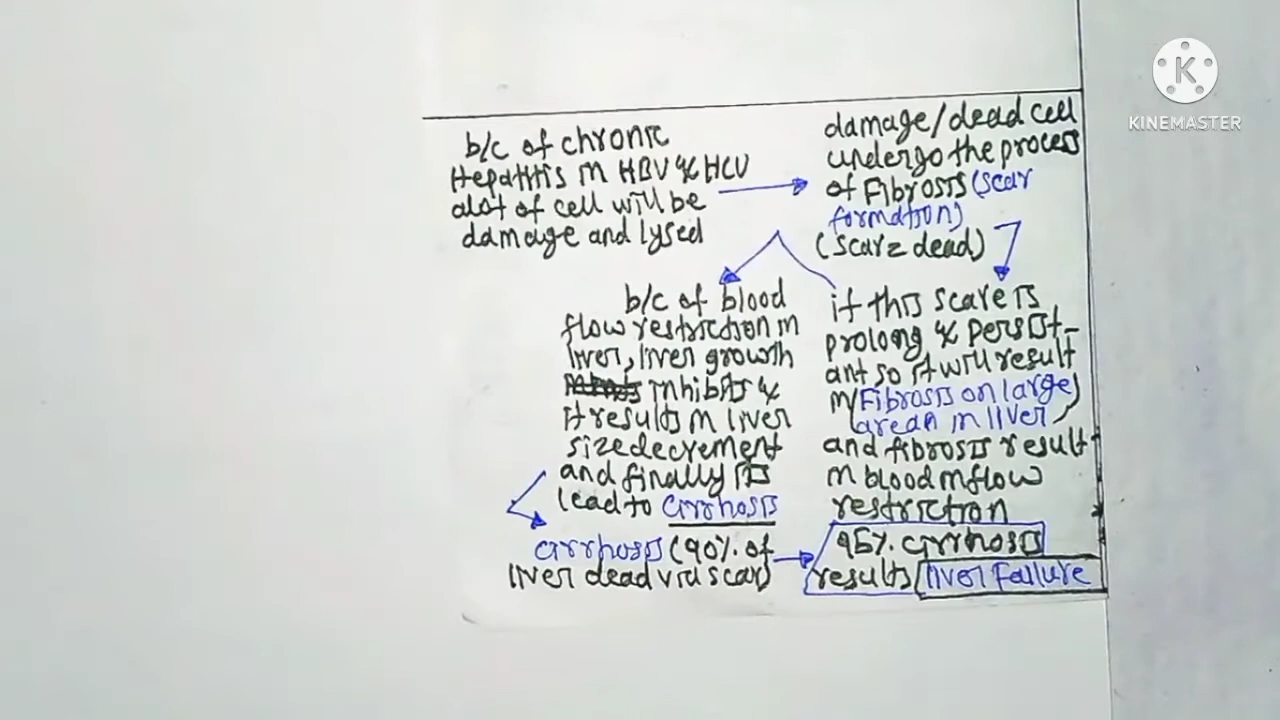 b/c of chronic
Hepatitis in HBV & HCV
alot of cell will be
damage and lysed
damage/dead cell
undergo the process
of Fibrosis (scar
formation)
(scar = dead)
if this scare is
prolong & persist-
ant so it will result
in (Fibrosis on large
area in liver)
and fibrosis result
in blood inflow
restriction
b/c of blood
flow restriction in
liver, liver growth
inhibits &
it results in liver
size decrement
and finally
lead to cirrhosis
cirrhosis (90% of
liver dead via scar)
95% cirrhosis
results liver Failure
KINEMASTER